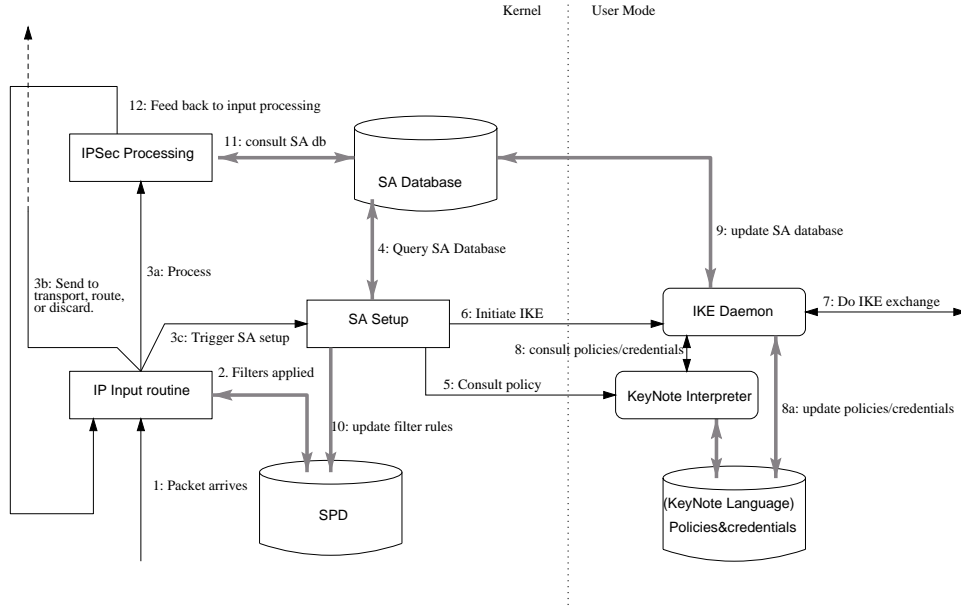 Kernel
User Mode
12: Feed back to input processing
11: consult SA db
IPSec Processing
SA Database
9: update SA database
4: Query SA Database
3a: Process
3b: Send to
transport, route,
or discard.
SA Setup
6: Initiate IKE
IKE Daemon
7: Do IKE exchange
3c: Trigger SA setup
8: consult policies/credentials
2. Filters applied
5: Consult policy
IP Input routine
KeyNote Interpreter
8a: update policies/credentials
10: update filter rules
1: Packet arrives
SPD
(KeyNote Language)
Policies&credentials